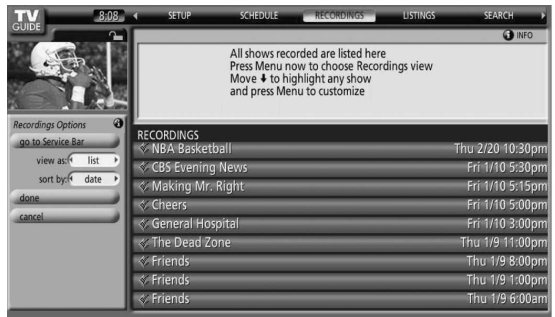 TV GUIDE
8:08
SETUP SCHEDULE RECORDINGS LISTINGS SEARCH
INFO
All shows recorded are listed here
Press Menu now to choose Recordings view
Move ⬇ to highlight any show
and press Menu to customize
Recordings Options
go to Service Bar
view as: list
sort by: date
done
cancel
RECORDINGS
NBA Basketball Thu 2/20 10:30pm
CBS Evening News Fri 1/10 5:30pm
Making Mr. Right Fri 1/10 5:15pm
Cheers Fri 1/10 5:00pm
General Hospital Fri 1/10 3:00pm
The Dead Zone Thu 1/9 11:00pm
Friends Thu 1/9 8:00pm
Friends Thu 1/9 1:00pm
Friends Thu 1/9 6:00am